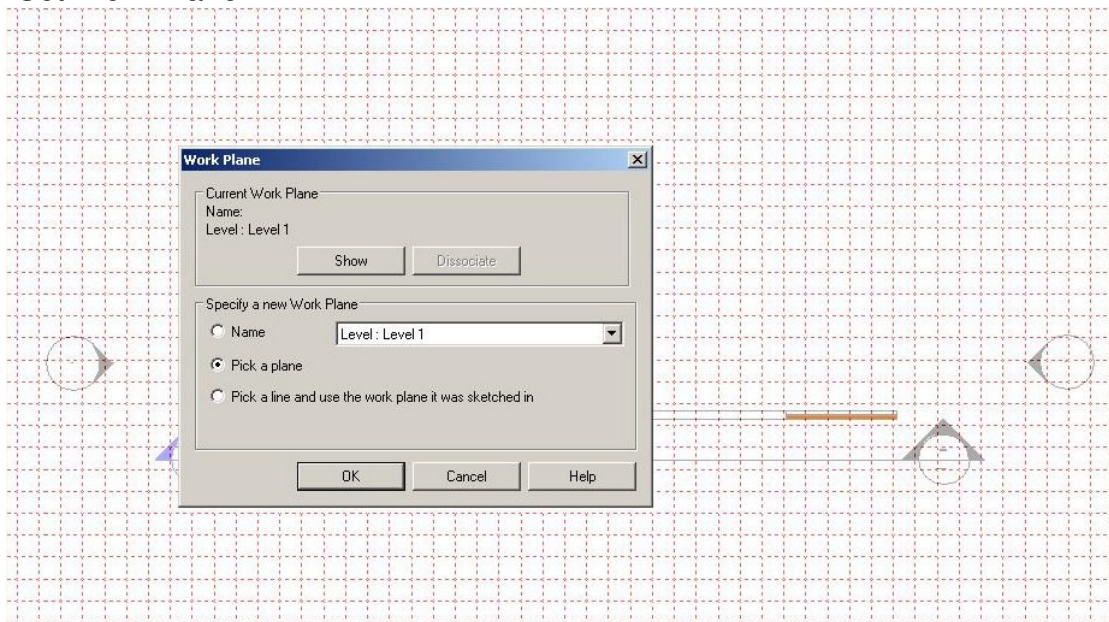 Work Plane
Current Work Plane
Name:
Level : Level 1
Show
Dissociate
Specify a new Work Plane
Name
Level : Level 1
Pick a plane
Pick a line and use the work plane it was sketched in
OK
Cancel
Help